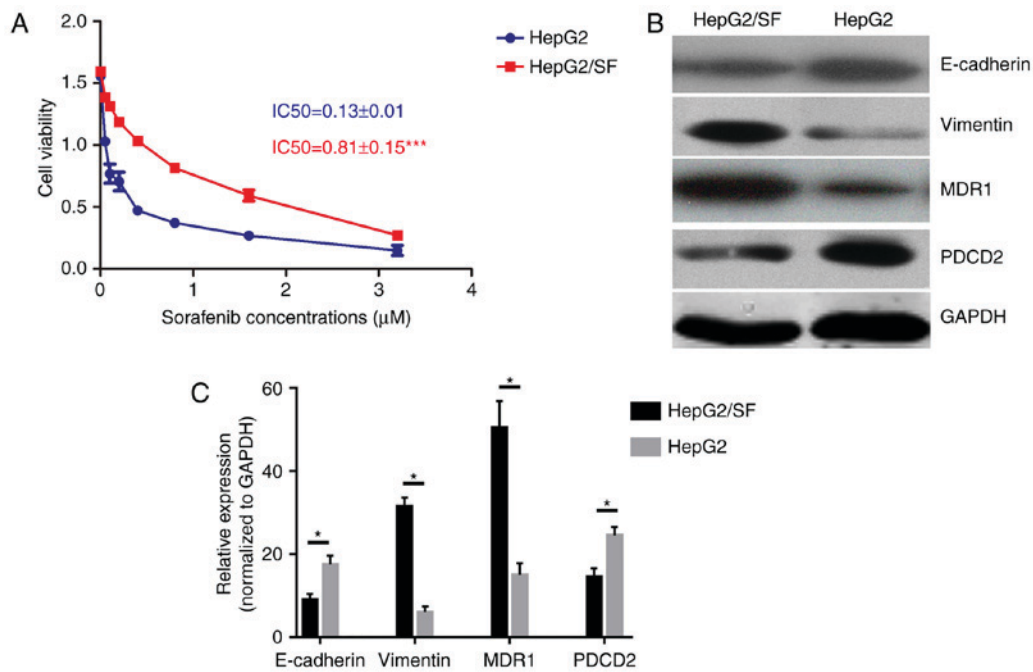 A
HepG2
HepG2/SF
IC50=0.13±0.01
IC50=0.81±0.15***
Cell viability
2.0
1.5
1.0
0.5
0.0
0 1 2 3 4
Sorafenib concentrations (μM)
B
HepG2/SF HepG2
E-cadherin
Vimentin
MDR1
PDCD2
GAPDH
C
HepG2/SF
HepG2
Relative expression
(normalized to GAPDH)
60
40
20
0
* * * *
E-cadherin Vimentin MDR1 PDCD2